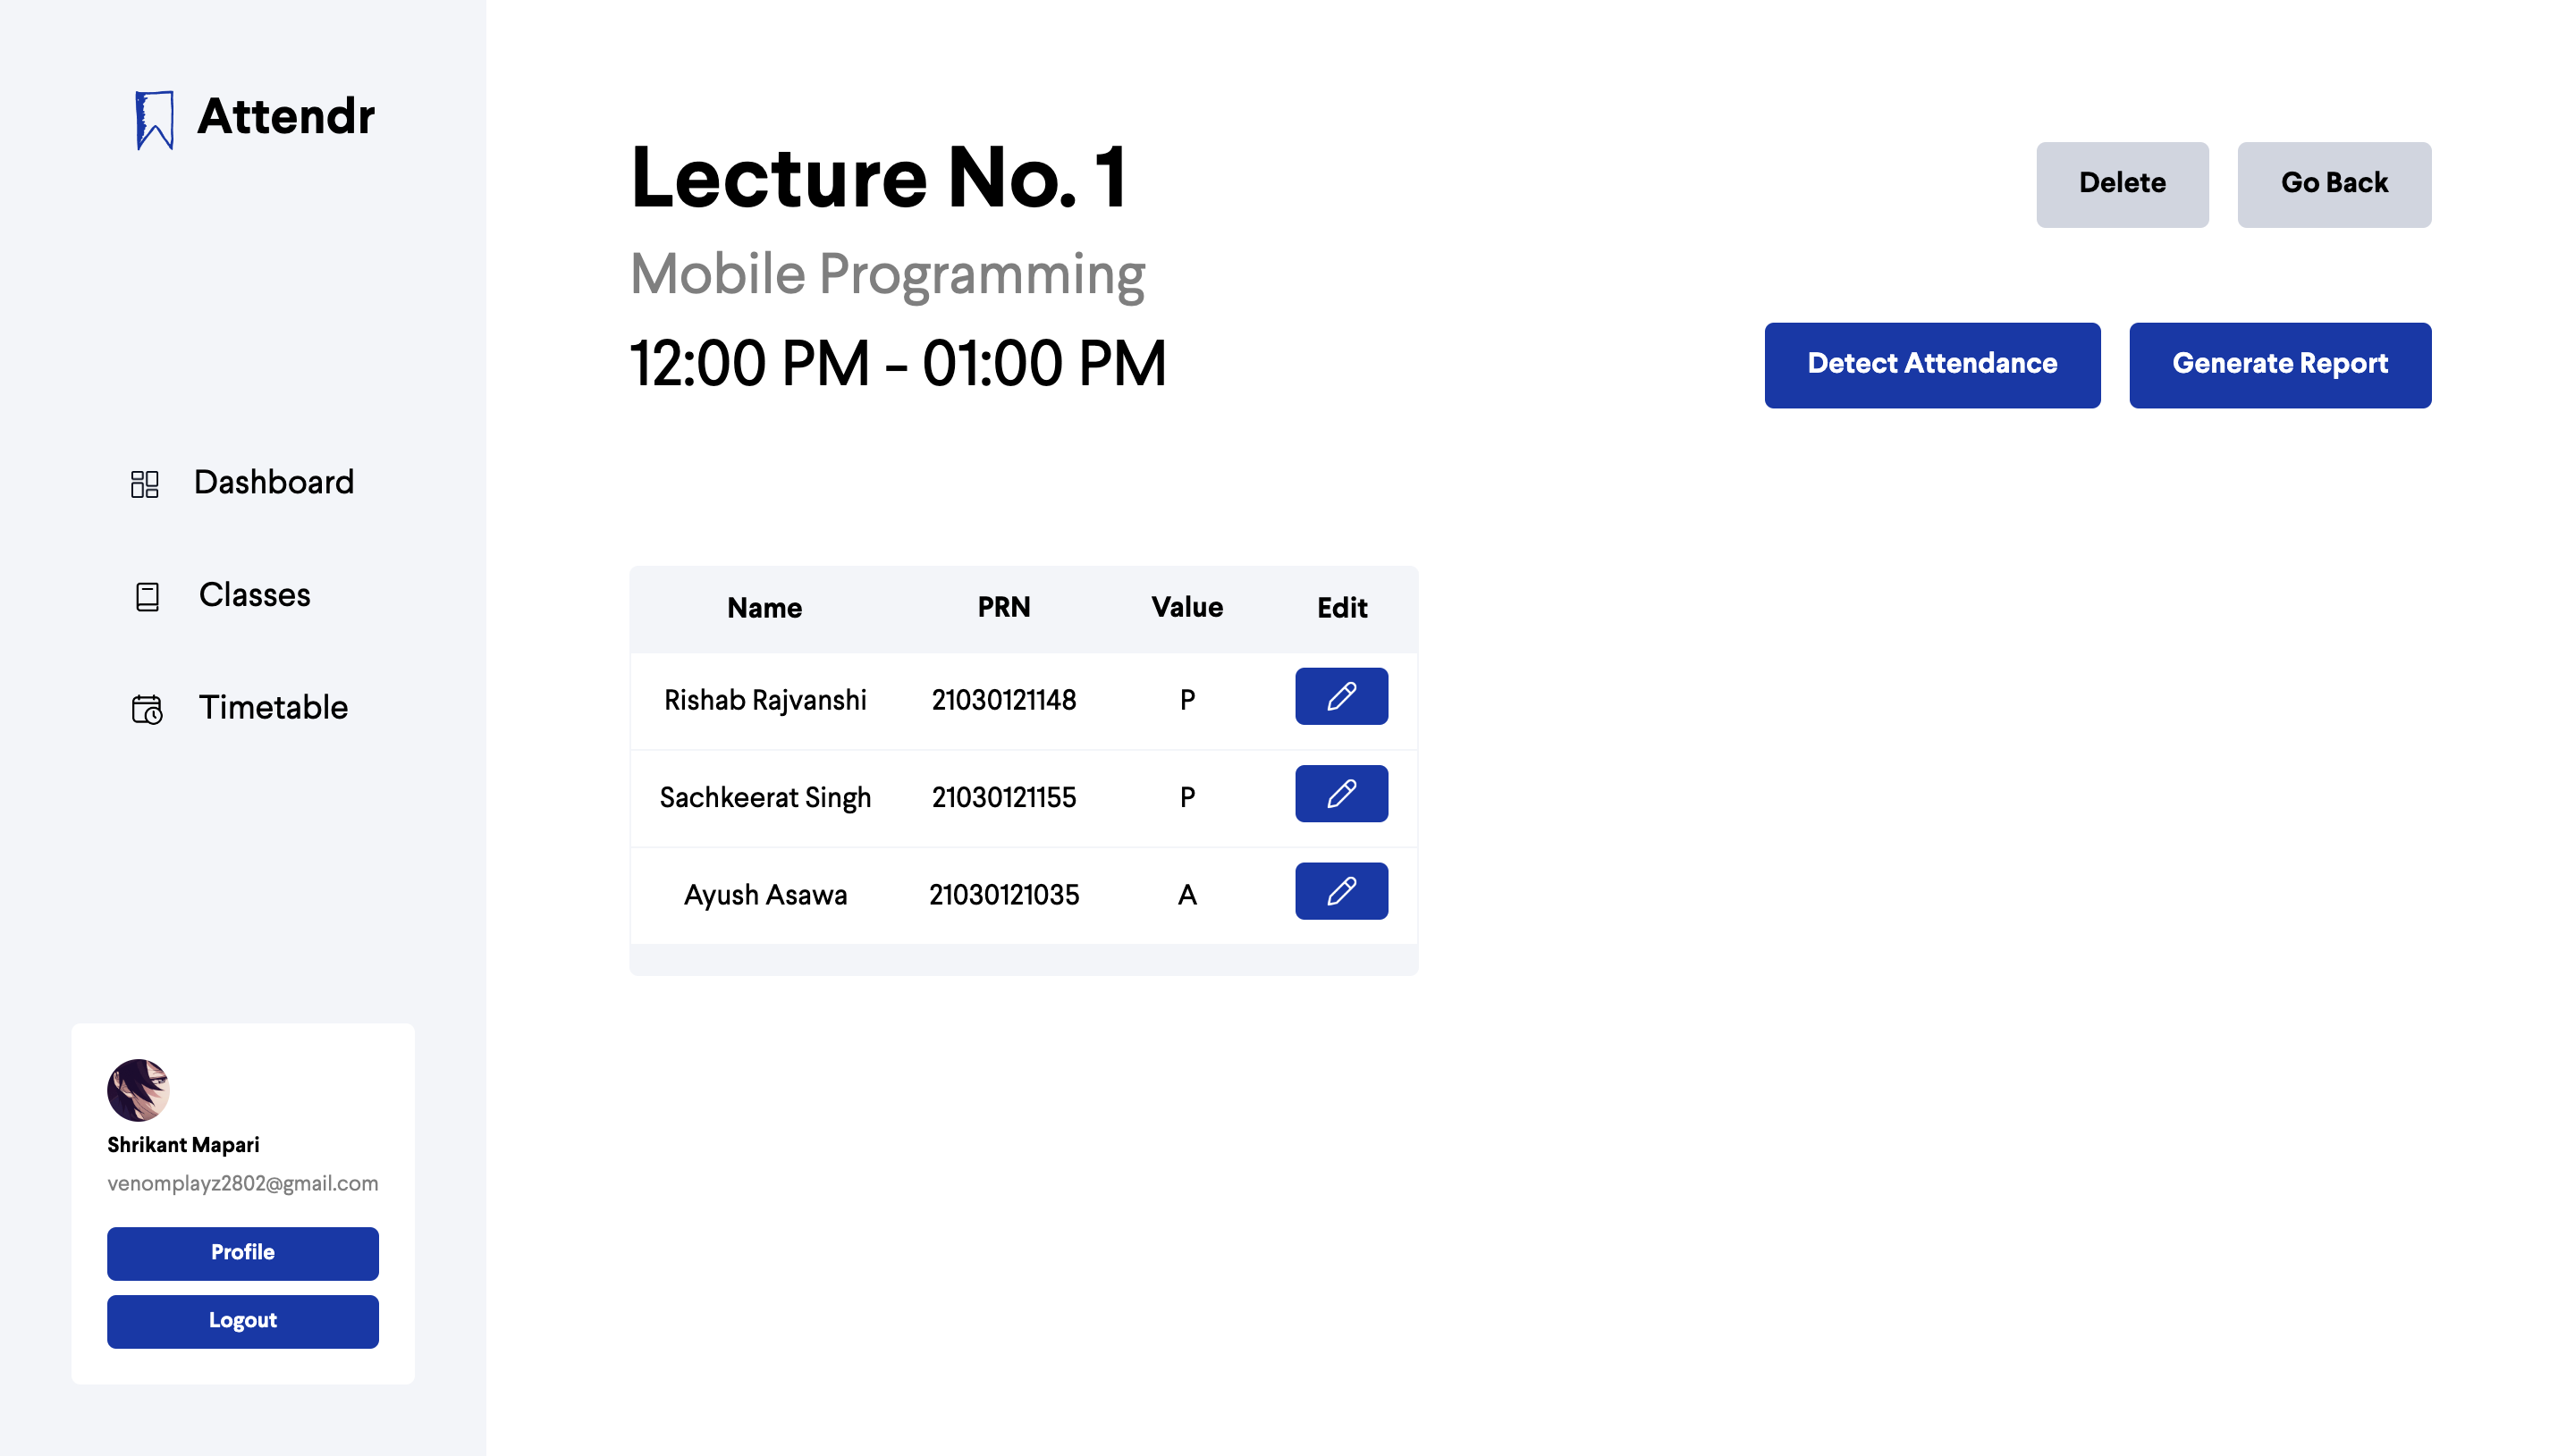 Attendr
Dashboard
Classes
Timetable
Shrikant Mapari
venomplayz2802@gmail.com
Profile
Logout
Lecture No. 1
Mobile Programming
12:00 PM - 01:00 PM
Delete
Go Back
Detect Attendance
Generate Report
Name PRN Value Edit
Rishab Rajvanshi 21030121148 P
Sachkeerat Singh 21030121155 P
Ayush Asawa 21030121035 A